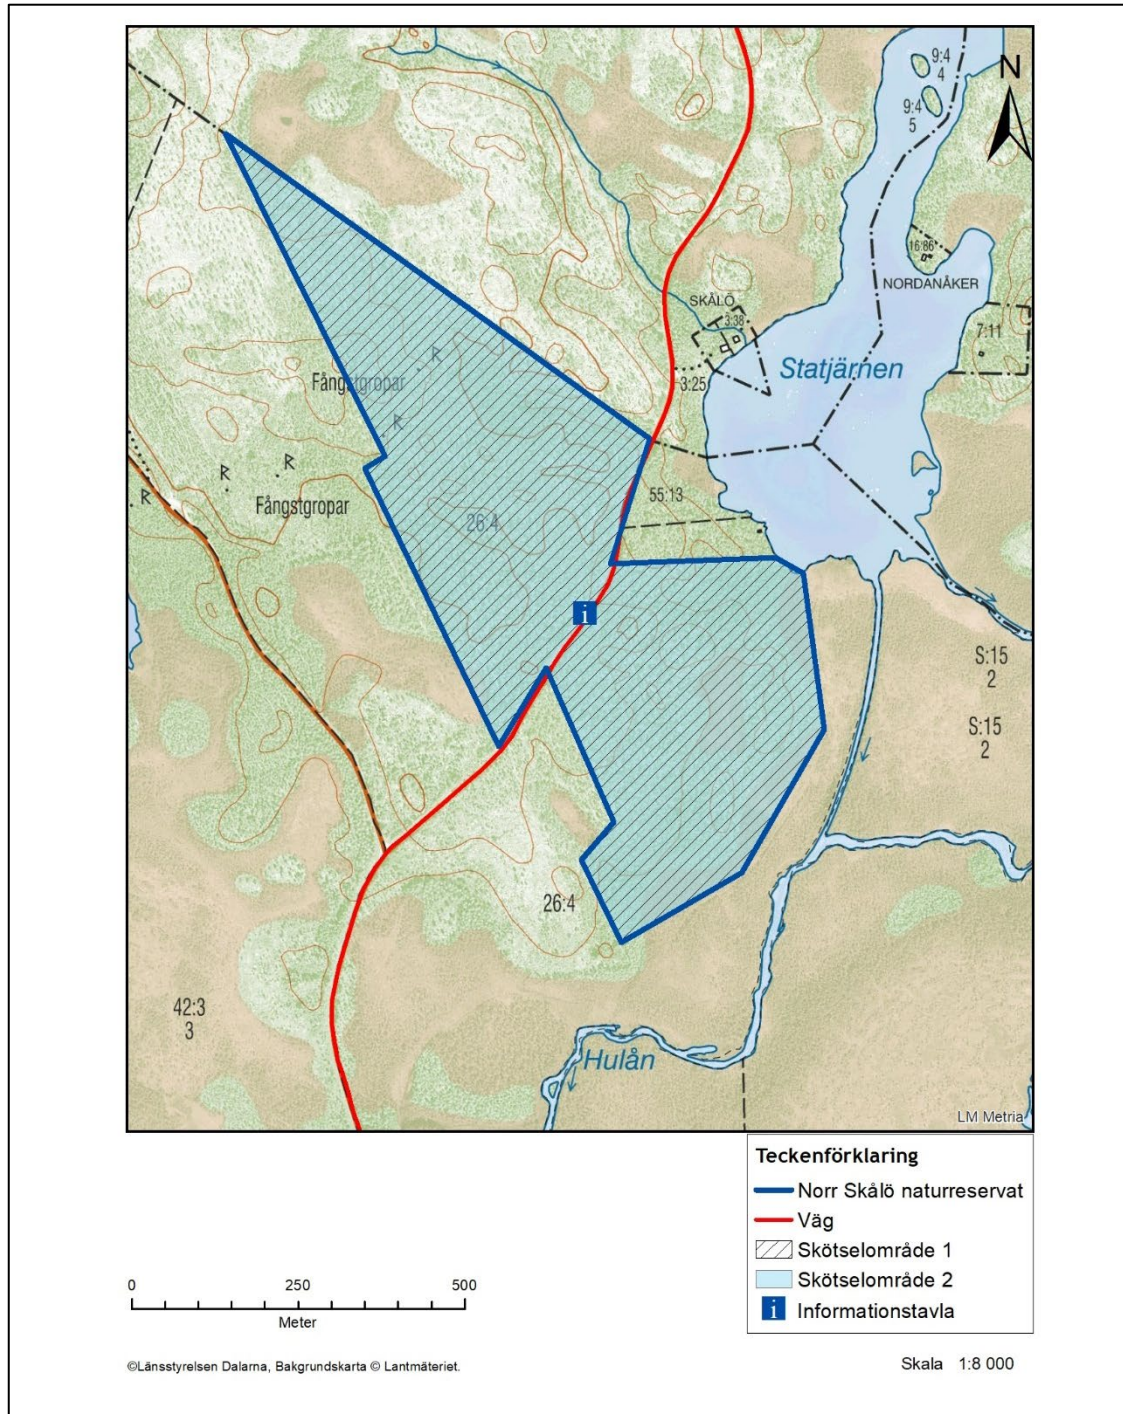 9:4
4
N
9:4
5
16:86
NORDANÅKER
SKÅLÖ
3:38
7:11
Statjärnen
R
3:25
Fångstgropar
R
R
R
R
Fångstgropar
55:13
26:4
i
S:15
2
S:15
2
26:4
42:3
3
Hulån
LM Metria
Teckenförklaring
Norr Skålö naturreservat
Väg
Skötselområde 1
Skötselområde 2
i Informationstavla
0 250 500
Meter
©Länsstyrelsen Dalarna, Bakgrundskarta © Lantmäteriet.
Skala 1:8 000